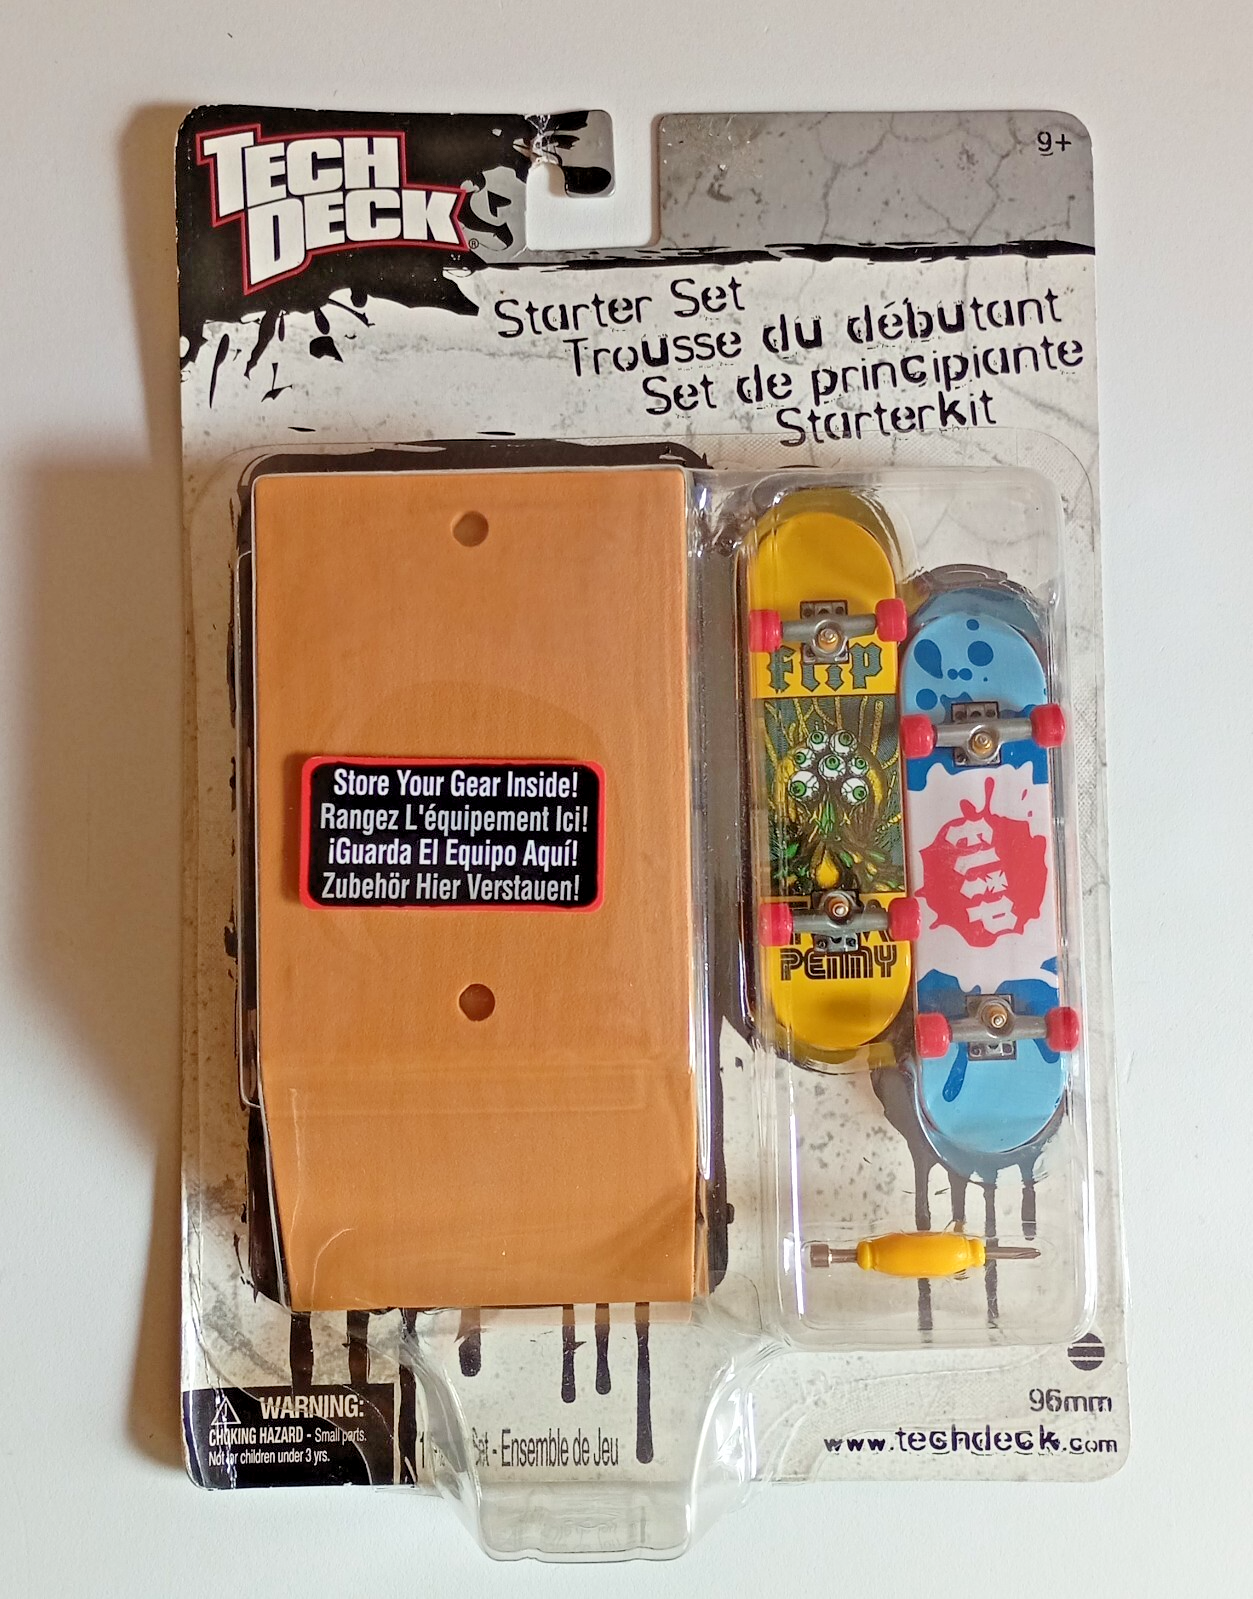 TECH
DECK®
9+
Starter Set
Trousse du débutant
Set de principiante
Starterkit
Store Your Gear Inside!
Rangez L'équipement Ici!
¡Guarda El Equipo Aquí!
Zubehör Hier Verstauen!
flip
PENNY
FLIP
WARNING:
CHOKING HAZARD - Small parts.
Not for children under 3 yrs.
1 - Ensemble de Jeu
96mm
www.techdeck.com